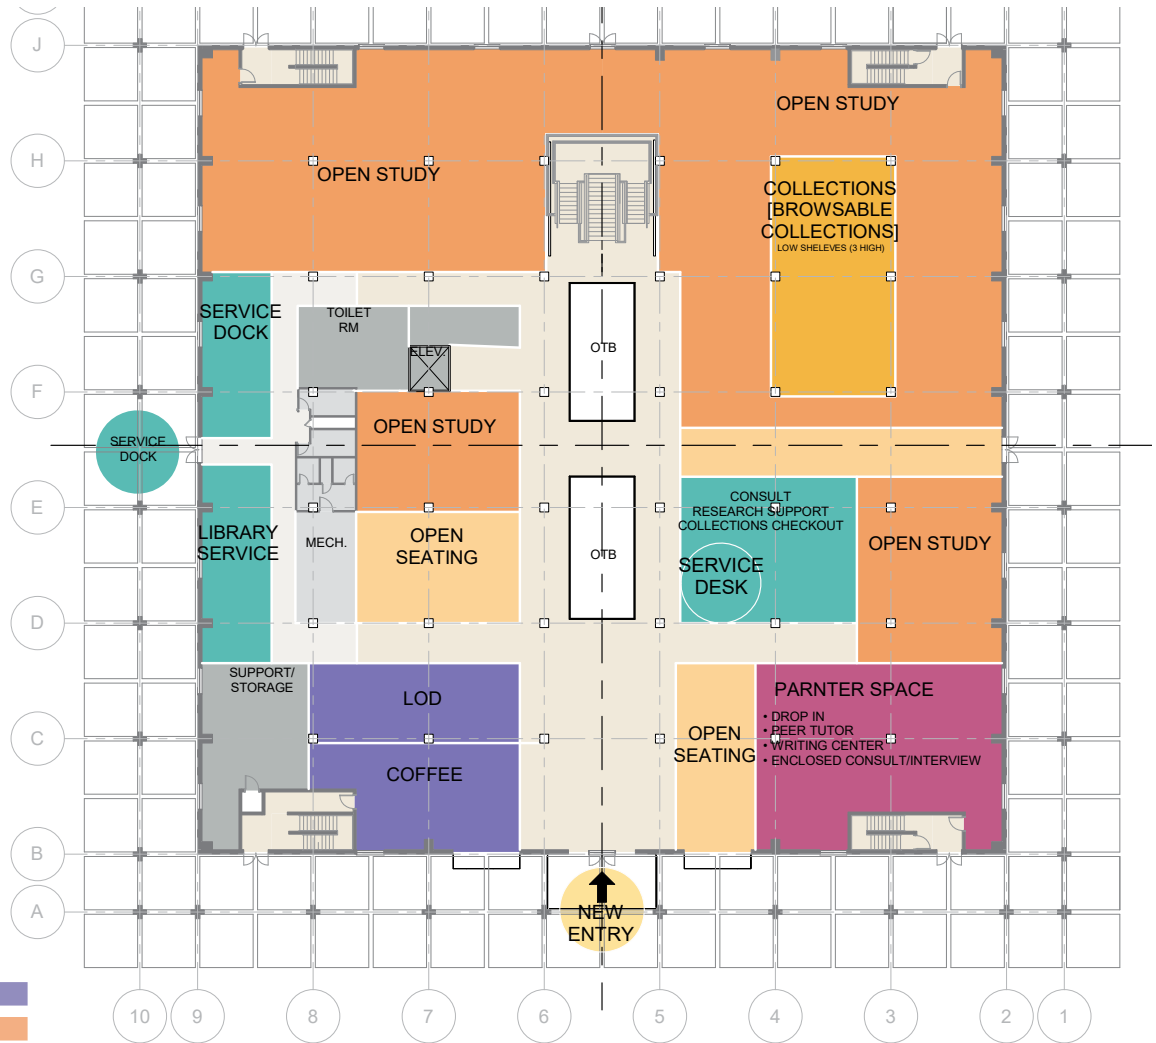 J
OPEN STUDY
H
OPEN STUDY
COLLECTIONS
[BROWSABLE
COLLECTIONS]
LOW SHELEVES (3 HIGH)
G
SERVICE
DOCK
TOILET
RM
ELEV.
OTB
F
OPEN STUDY
SERVICE
DOCK
E
CONSULT
RESEARCH SUPPORT
COLLECTIONS CHECKOUT
LIBRARY
SERVICE
MECH.
OPEN
SEATING
OTB
SERVICE
DESK
OPEN STUDY
D
SUPPORT/
STORAGE
LOD
PARNTER SPACE
• DROP IN
• PEER TUTOR
• WRITING CENTER
• ENCLOSED CONSULT/INTERVIEW
C
OPEN
SEATING
COFFEE
B
A
NEW
ENTRY
10 9 8 7 6 5 4 3 2 1